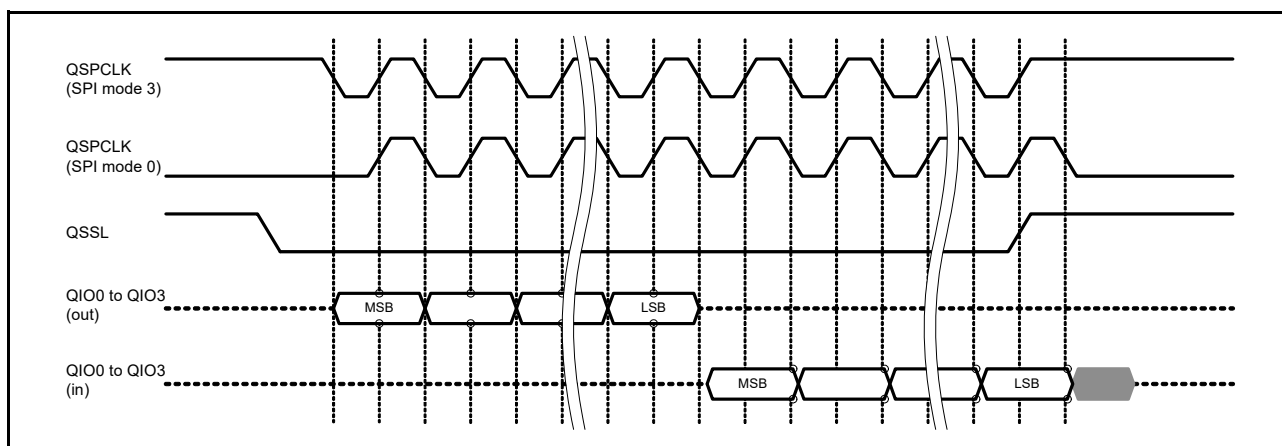 QSPCLK
(SPI mode 3)
QSPCLK
(SPI mode 0)
QSSL
QIO0 to QIO3
(out)
MSB
LSB
QIO0 to QIO3
(in)
MSB
LSB